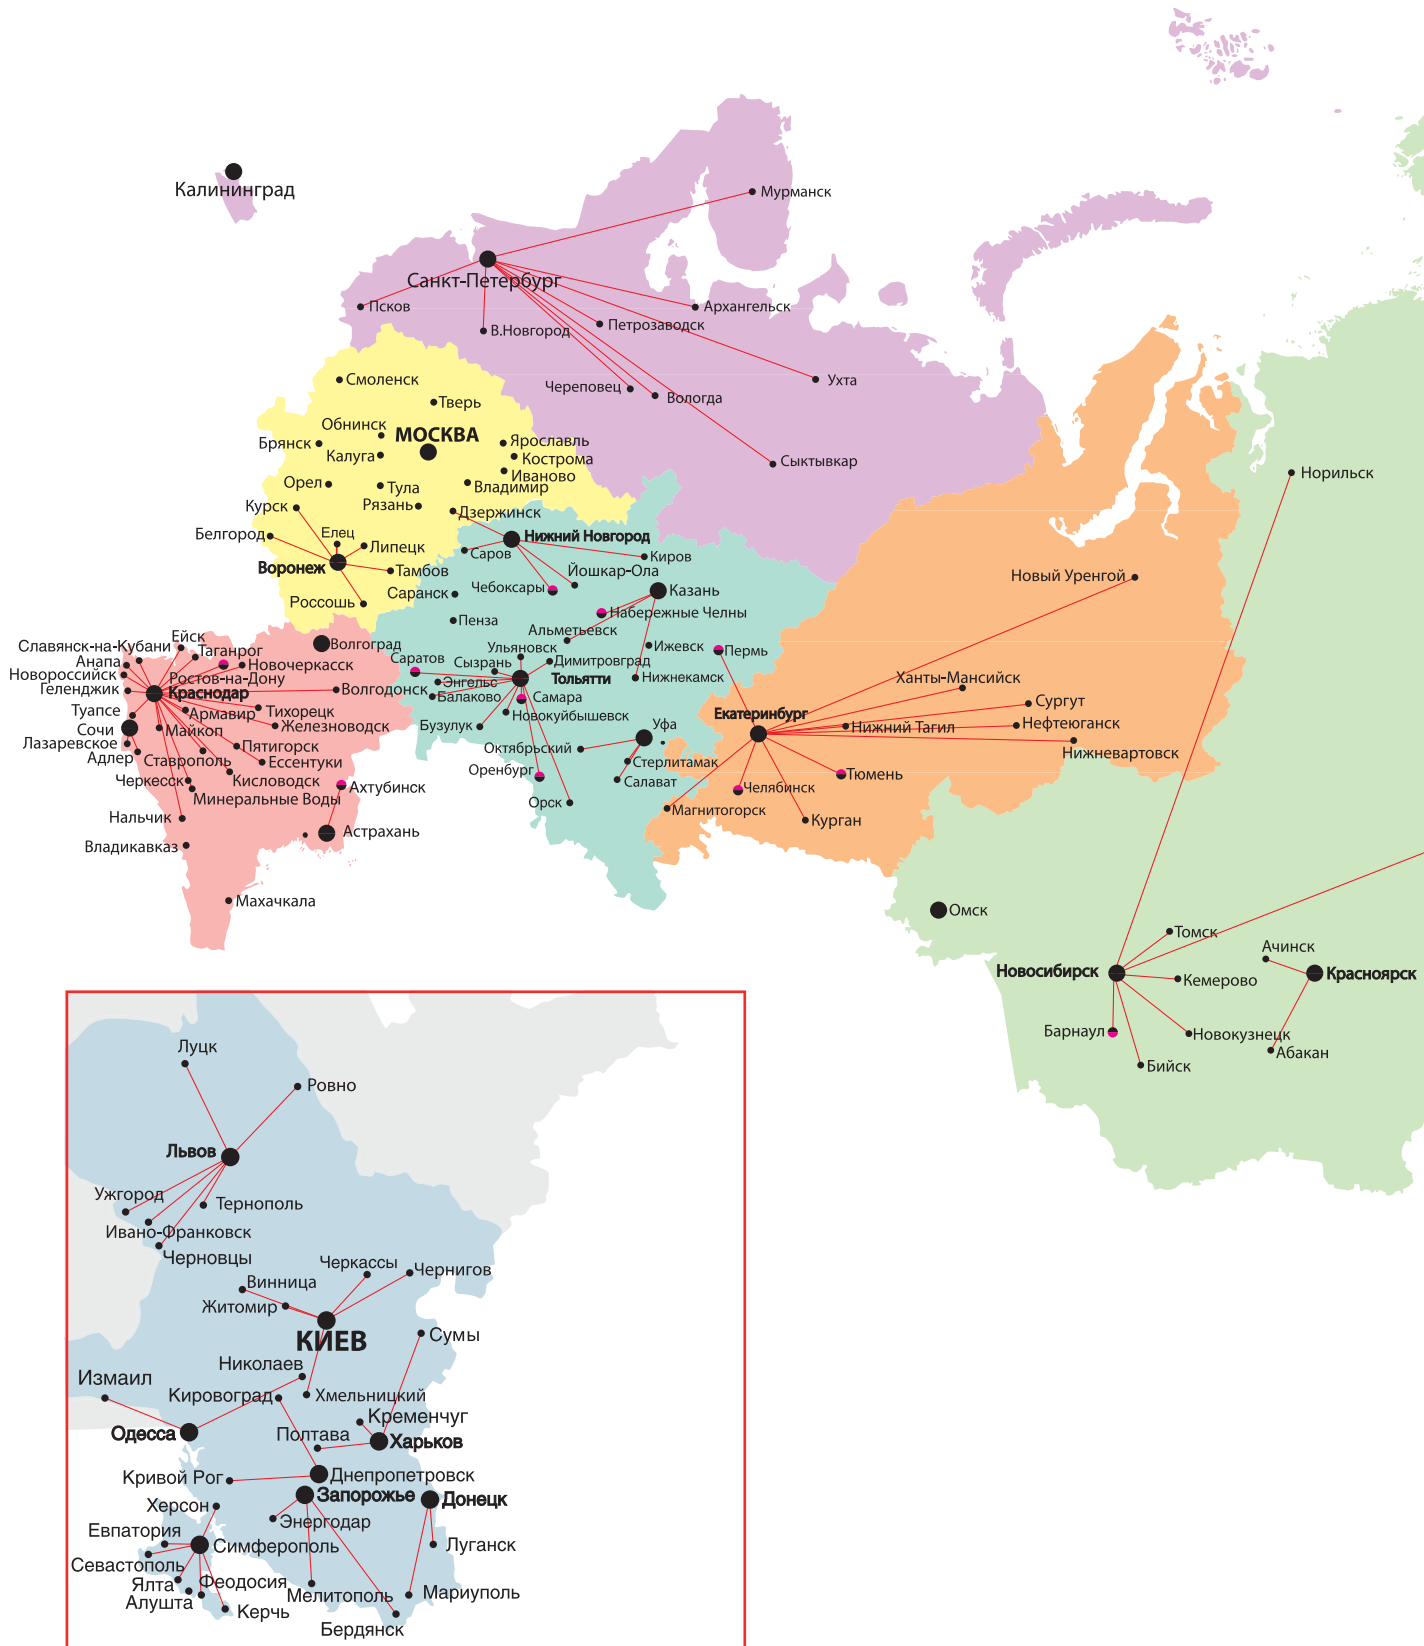 Калининград
Мурманск
Санкт-Петербург
Псков
В.Новгород
Петрозаводск
Архангельск
Череповец
Вологда
Ухта
Сыктывкар
Смоленск
Тверь
Обнинск
МОСКВА
Брянск
Калуга
Ярославль
Кострома
Иваново
Владимир
Орел
Тула
Рязань
Курск
Белгород
Елец
Липецк
Воронеж
Тамбов
Россошь
Дзержинск
Нижний Новгород
Саров
Киров
Йошкар-Ола
Чебоксары
Саранск
Казань
Набережные Челны
Пенза
Альметьевск
Ульяновск
Ижевск
Пермь
Саратов
Сызрань
Димитровград
Энгельс
Тольятти
Нижнекамск
Балаково
Самара
Новокуйбышевск
Бузулук
Уфа
Октябрьский
Стерлитамак
Оренбург
Салават
Орск
Волгоград
Ейск
Славянск-на-Кубани
Таганрог
Анапа
Новочеркасск
Новороссийск
Ростов-на-Дону
Геленджик
Краснодар
Волгодонск
Туапсе
Армавир
Тихорецк
Сочи
Майкоп
Железноводск
Лазаревское
Пятигорск
Адлер
Ставрополь
Ессентуки
Черкесск
Кисловодск
Минеральные Воды
Ахтубинск
Нальчик
Астрахань
Владикавказ
Махачкала
Новый Уренгой
Ханты-Мансийск
Сургут
Екатеринбург
Нижний Тагил
Нефтеюганск
Нижневартовск
Тюмень
Челябинск
Магнитогорск
Курган
Норильск
Омск
Томск
Ачинск
Новосибирск
Кемерово
Красноярск
Барнаул
Новокузнецк
Абакан
Бийск
Луцк
Ровно
Львов
Ужгород
Тернополь
Ивано-Франковск
Черновцы
Черкассы
Чернигов
Винница
Житомир
КИЕВ
Сумы
Николаев
Измаил
Кировоград
Хмельницкий
Кременчуг
Одесса
Полтава
Харьков
Кривой Рог
Днепропетровск
Запорожье
Донецк
Херсон
Энергодар
Евпатория
Симферополь
Луганск
Севастополь
Ялта
Феодосия
Мелитополь
Мариуполь
Алушта
Керчь
Бердянск